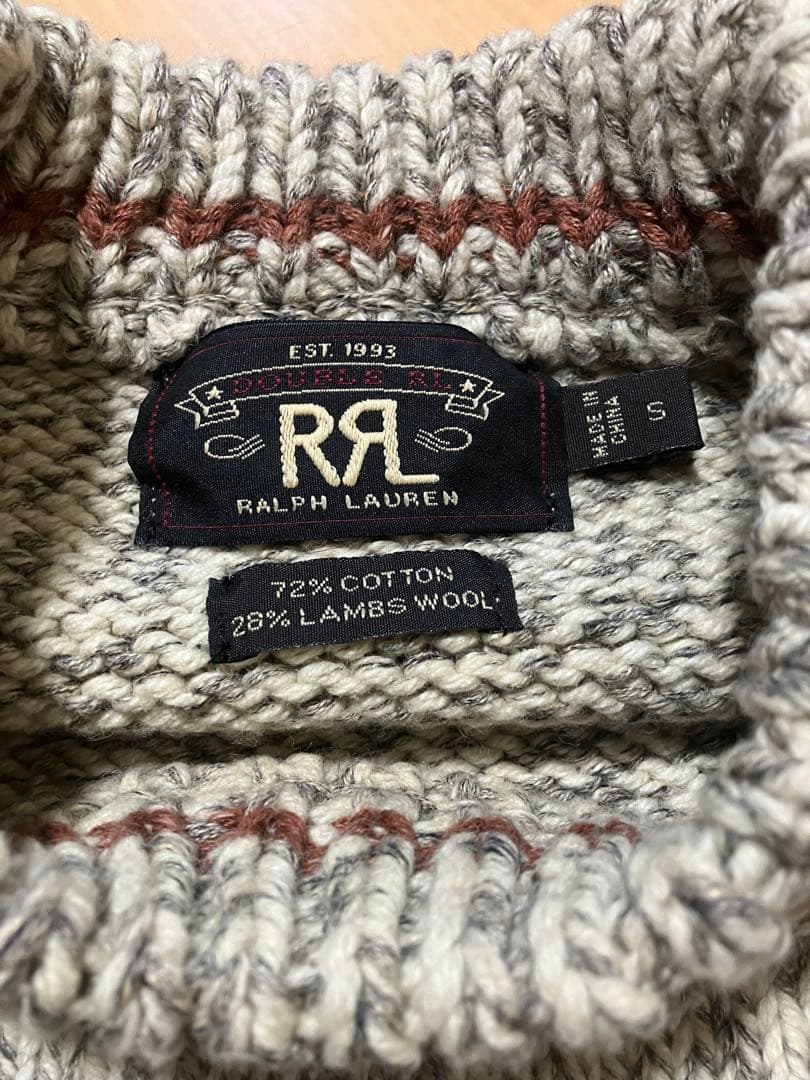 EST. 1993
DOUBLE RL
RRL
RALPH LAUREN
MADE IN
CHINA
S
72% COTTON
28% LAMBS WOOL